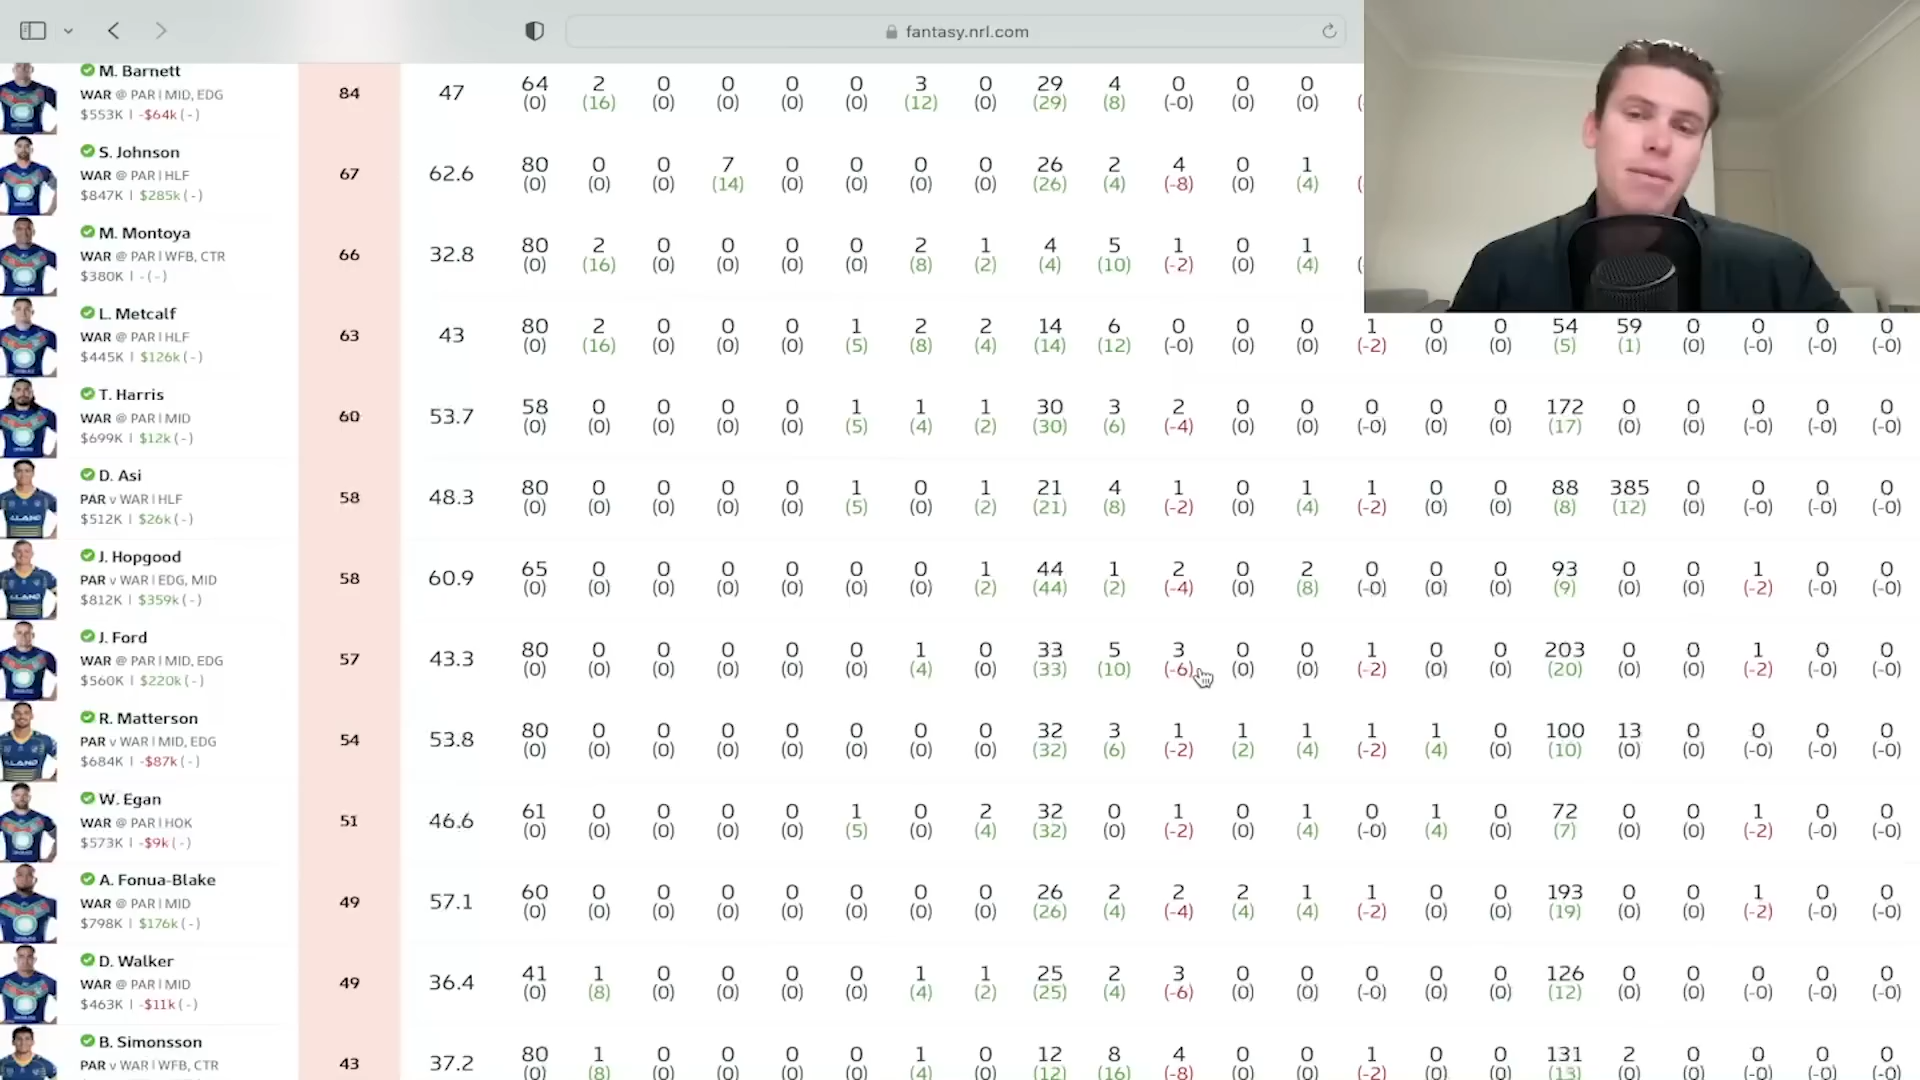 fantasy.nrl.com
M. Barnett
WAR @ PAR | MID, EDG
$553K | -$64k (-)
84 47 64 2 0 0 0 0 3 0 29 4 0 0 0
(0) (16) (0) (0) (0) (0) (12) (0) (29) (8) (-0) (0) (0) (
S. Johnson
WAR @ PAR | HLF
$847K | $285k (-)
67 62.6 80 0 0 7 0 0 0 0 26 2 4 0 1
(0) (0) (0) (14) (0) (0) (0) (0) (26) (4) (-8) (0) (4) (
M. Montoya
WAR @ PAR | WFB, CTR
$380K | - (-)
66 32.8 80 2 0 0 0 0 2 1 4 5 1 0 1
(0) (16) (0) (0) (0) (0) (8) (2) (4) (10) (-2) (0) (4) (
L. Metcalf
WAR @ PAR | HLF
$445K | $126k (-)
63 43 80 2 0 0 0 1 2 2 14 6 0 0 0 1 0 0 54 59 0 0 0 0
(0) (16) (0) (0) (0) (5) (8) (4) (14) (12) (-0) (0) (0) (-2) (0) (0) (5) (1) (0) (-0) (-0) (-0)
T. Harris
WAR @ PAR | MID
$699K | $12k (-)
60 53.7 58 0 0 0 0 1 1 1 30 3 2 0 0 0 0 0 172 0 0 0 0 0
(0) (0) (0) (0) (0) (5) (4) (2) (30) (6) (-4) (0) (0) (-0) (0) (0) (17) (0) (0) (-0) (-0) (-0)
D. Asi
PAR v WAR | HLF
$512K | $26k (-)
58 48.3 80 0 0 0 0 1 0 1 21 4 1 0 1 1 0 0 88 385 0 0 0 0
(0) (0) (0) (0) (0) (5) (0) (2) (21) (8) (-2) (0) (4) (-2) (0) (0) (8) (12) (0) (-0) (-0) (-0)
J. Hopgood
PAR v WAR | EDG, MID
$812K | $359k (-)
58 60.9 65 0 0 0 0 0 0 1 44 1 2 0 2 0 0 0 93 0 0 1 0 0
(0) (0) (0) (0) (0) (0) (0) (2) (44) (2) (-4) (0) (8) (-0) (0) (0) (9) (0) (0) (-2) (-0) (-0)
J. Ford
WAR @ PAR | MID, EDG
$560K | $220k (-)
57 43.3 80 0 0 0 0 0 1 0 33 5 3 0 0 1 0 0 203 0 0 1 0 0
(0) (0) (0) (0) (0) (0) (4) (0) (33) (10) (-6) (0) (0) (-2) (0) (0) (20) (0) (0) (-2) (-0) (-0)
R. Matterson
PAR v WAR | MID, EDG
$684K | -$87k (-)
54 53.8 80 0 0 0 0 0 0 0 32 3 1 1 1 1 1 0 100 13 0 0 0 0
(0) (0) (0) (0) (0) (0) (0) (0) (32) (6) (-2) (2) (4) (-2) (4) (0) (10) (0) (0) (-0) (-0) (-0)
W. Egan
WAR @ PAR | HOK
$573K | -$9k (-)
51 46.6 61 0 0 0 0 1 0 2 32 0 1 0 1 0 1 0 72 0 0 1 0 0
(0) (0) (0) (0) (0) (5) (0) (4) (32) (0) (-2) (0) (4) (-0) (4) (0) (7) (0) (0) (-2) (-0) (-0)
A. Fonua-Blake
WAR @ PAR | MID
$798K | $176k (-)
49 57.1 60 0 0 0 0 0 0 0 26 2 2 2 1 1 0 0 193 0 0 1 0 0
(0) (0) (0) (0) (0) (0) (0) (0) (26) (4) (-4) (4) (4) (-2) (0) (0) (19) (0) (0) (-2) (-0) (-0)
D. Walker
WAR @ PAR | MID
$463K | -$11k (-)
49 36.4 41 1 0 0 0 0 1 1 25 2 3 0 0 0 0 0 126 0 0 0 0 0
(0) (8) (0) (0) (0) (0) (4) (2) (25) (4) (-6) (0) (0) (-0) (0) (0) (12) (0) (0) (-0) (-0) (-0)
B. Simonsson
PAR v WAR | WFB, CTR
43 37.2 80 1 0 0 0 0 1 0 12 8 4 0 0 1 0 0 131 2 0 0 0 0
(0) (8) (0) (0) (0) (0) (4) (0) (12) (16) (-8) (0) (0) (-2) (0) (0) (13) (0) (0) (-0) (-0) (-0)